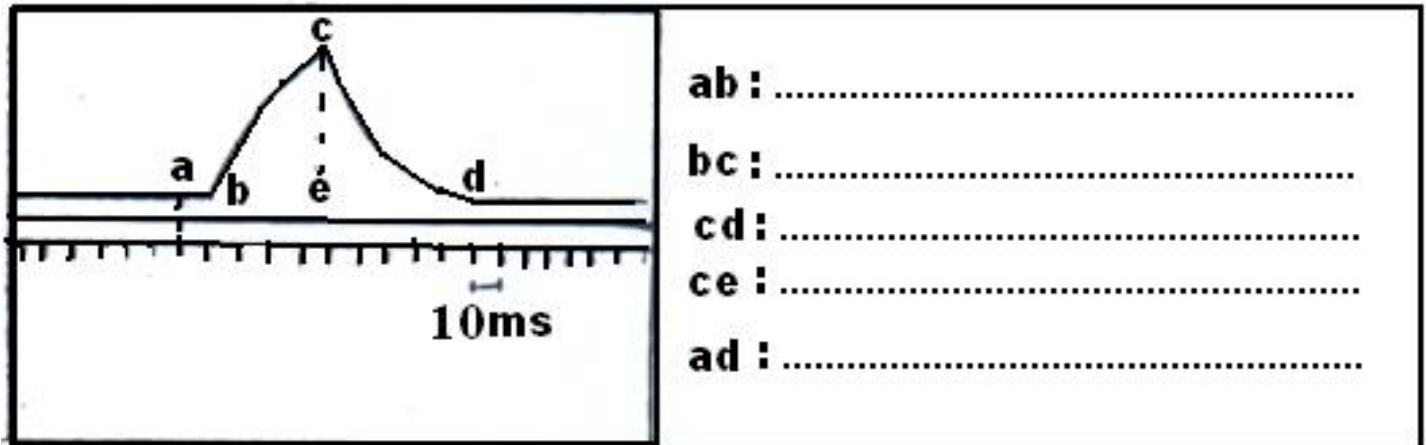 c
a
b
é
d
10ms
ab : ........................................................
bc : ........................................................
cd : ........................................................
ce : ........................................................
ad : ........................................................